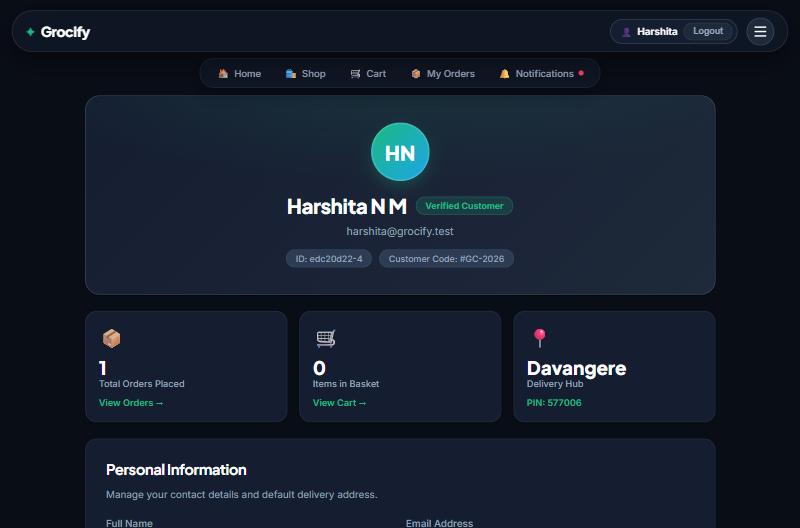 Grocify
Harshita Logout
Home Shop Cart My Orders Notifications
HN
Harshita N M Verified Customer
harshita@grocify.test
ID: edc20d22-4 Customer Code: #GC-2026
1
Total Orders Placed
View Orders →
0
Items in Basket
View Cart →
Davangere
Delivery Hub
PIN: 577006
Personal Information
Manage your contact details and default delivery address.
Full Name Email Address